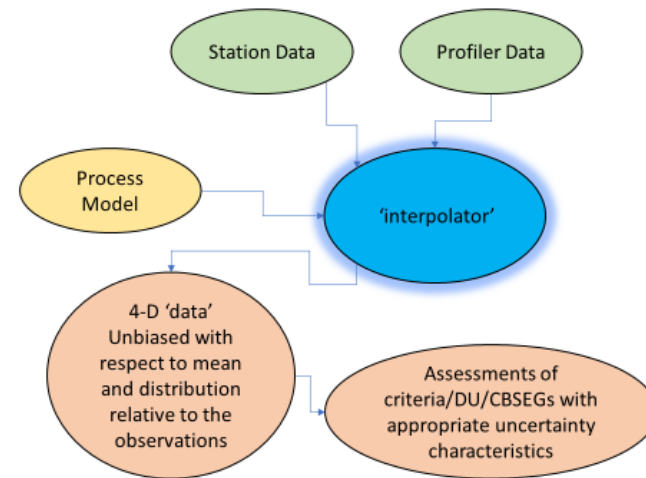 Station Data
Profiler Data
Process
Model
‘interpolator’
4-D ‘data’
Unbiased with
respect to mean
and distribution
relative to the
observations
Assessments of
criteria/DU/CBSEGs with
appropriate uncertainty
characteristics